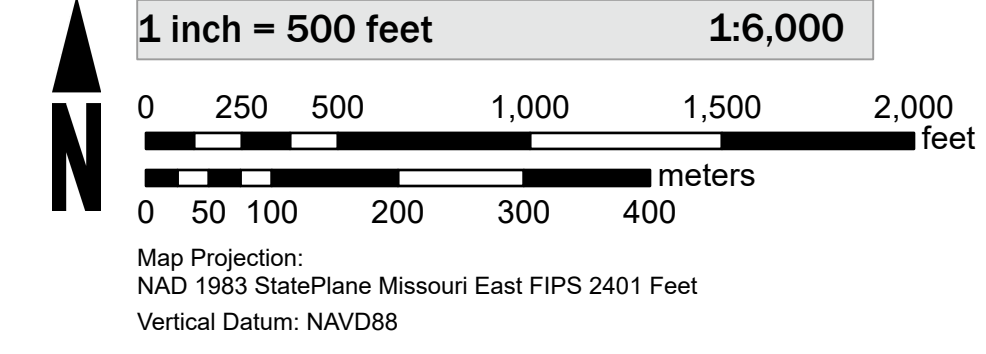 1 inch = 500 feet 1:6,000
0 250 500 1,000 1,500 2,000
feet
N
meters
0 50 100 200 300 400
Map Projection:
NAD 1983 StatePlane Missouri East FIPS 2401 Feet
Vertical Datum: NAVD88